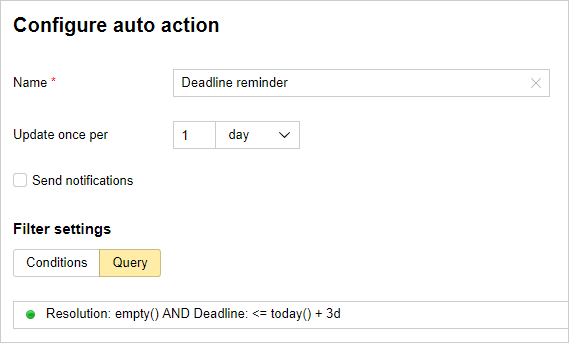 Configure auto action
Name *
Deadline reminder
Update once per
1
day
Send notifications
Filter settings
Conditions
Query
Resolution: empty() AND Deadline: <= today() + 3d